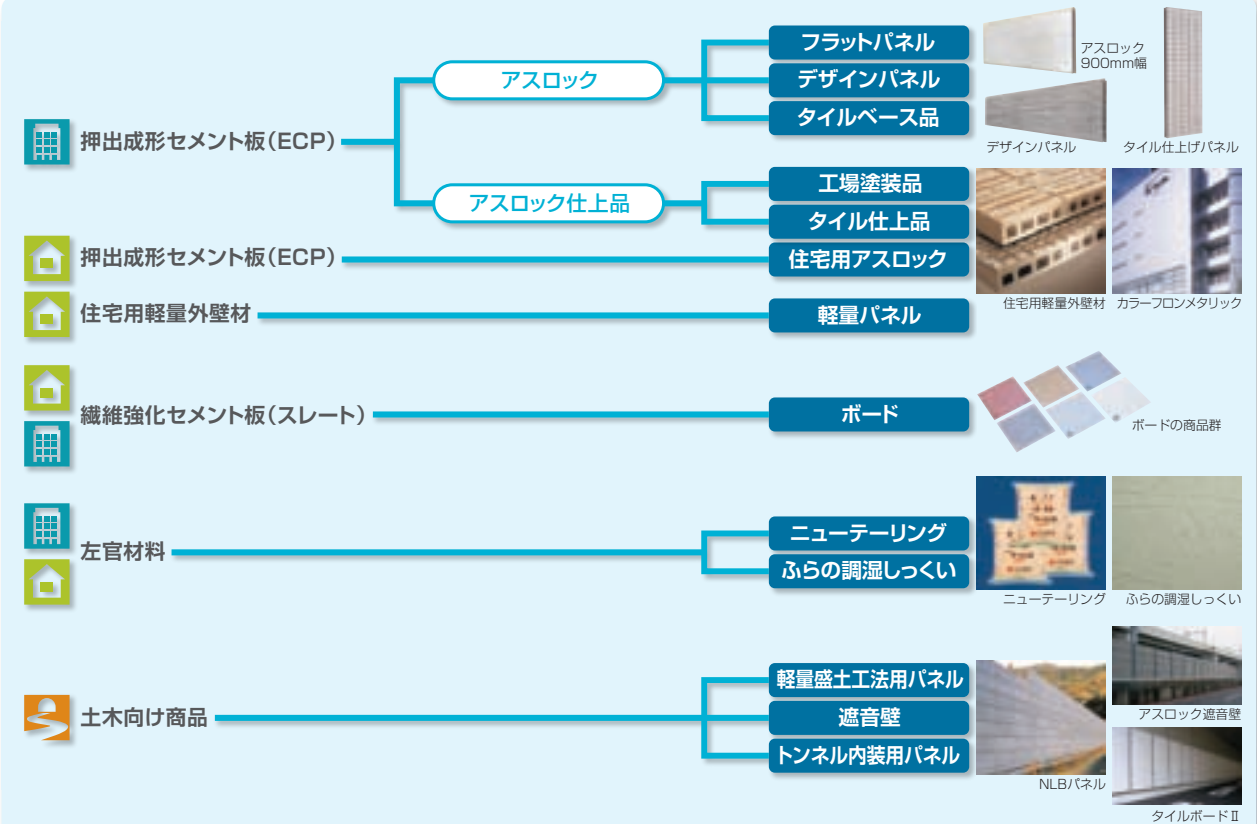 押出成形セメント板（ECP）
アスロック
フラットパネル
デザインパネル
タイルベース品
アスロック
900mm幅
デザインパネル
タイル仕上げパネル
アスロック仕上品
工場塗装品
タイル仕上品
押出成形セメント板（ECP）
住宅用アスロック
住宅用軽量外壁材
軽量パネル
住宅用軽量外壁材
カラーフロンメタリック
繊維強化セメント板（スレート）
ボード
ボードの商品群
左官材料
ニューテーリング
ふらの調湿しっくい
ニューテーリング
ふらの調湿しっくい
土木向け商品
軽量盛土工法用パネル
遮音壁
トンネル内装用パネル
NLBパネル
アスロック遮音壁
タイルボードⅡ